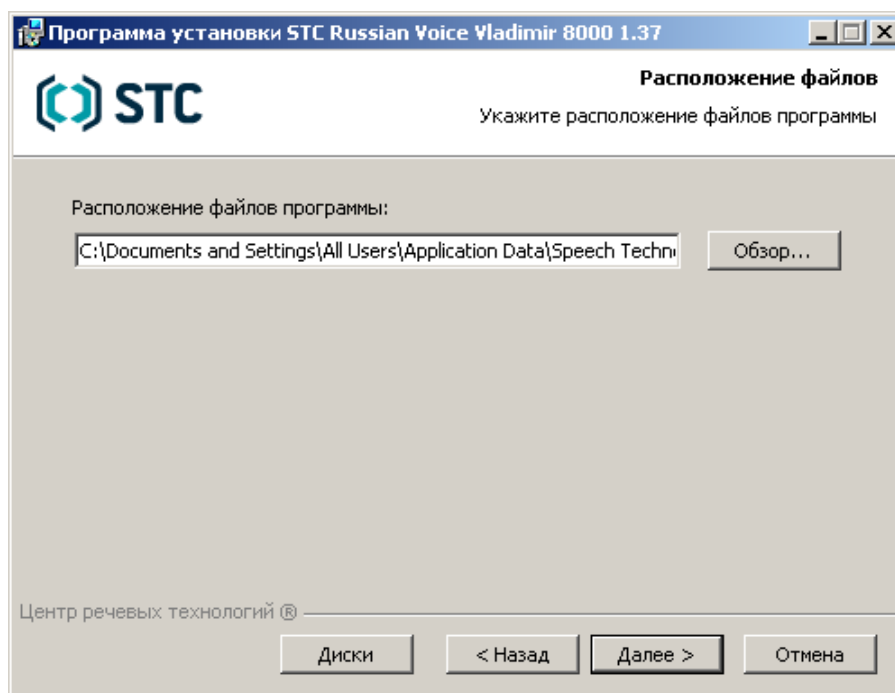 Программа установки STC Russian Voice Vladimir 8000 1.37
STC
Расположение файлов
Укажите расположение файлов программы
Расположение файлов программы:
C:\Documents and Settings\All Users\Application Data\Speech Techn
Обзор...
Центр речевых технологий ®
Диски
< Назад
Далее >
Отмена